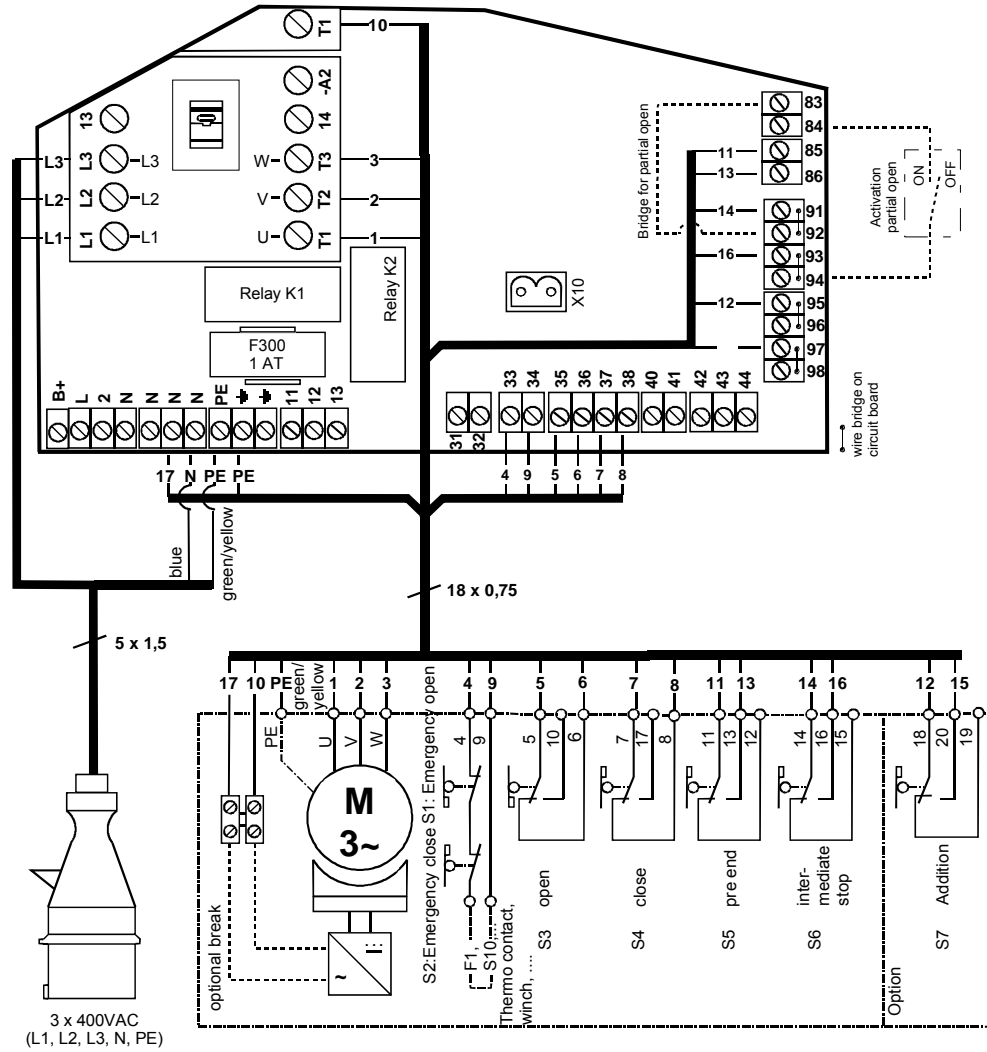 T1
10
-A2
13
14
L3
L3
L3
W
T3
3
L2
L2
L2
V
T2
2
L1
L1
L1
U
T1
1
Relay K1
Relay K2
F300
1 AT
X10
Bridge for partial open
83
84
11
85
13
86
14
91
92
16
93
94
12
95
96
97
98
Activation
partial open
ON
OFF
wire bridge on
circuit board
B+
L
2
N
N
N
N
PE
11
12
13
31
32
33
34
35
36
37
38
40
41
42
43
44
17
N
PE
PE
4
9
5
6
7
8
blue
green/yellow
18 x 0,75
5 x 1,5
17
10
PE
green/
yellow
1
2
3
4
9
5
6
7
8
11
13
14
16
12
15
PE
U
V
W
4
9
5
10
6
7
17
8
11
13
12
14
16
15
18
20
19
M
3~
~
optional break
S2:Emergency close
S1: Emergency open
F1,
S10,...
Thermo contact,
winch, ....
open
S3
close
S4
pre end
S5
inter-
mediate
stop
S6
Addition
S7
Option
3 x 400VAC
(L1, L2, L3, N, PE)